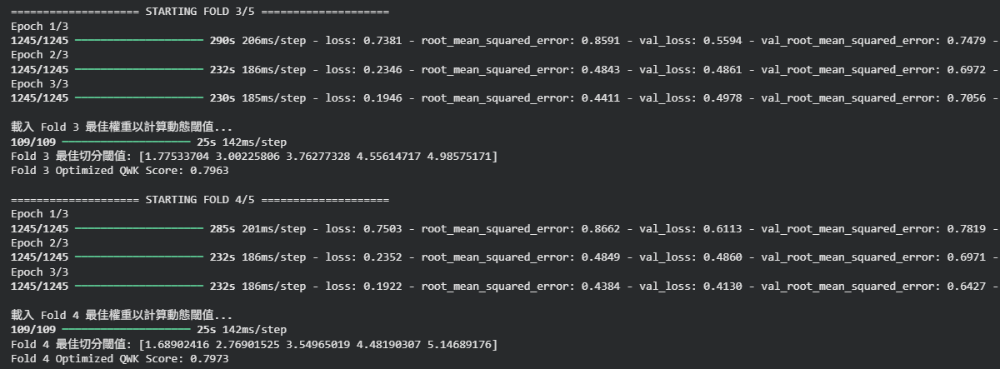 ==================== STARTING FOLD 3/5 ====================
Epoch 1/3
1245/1245 ━━━━━━━━━━━━━━━━━━━━ 290s 206ms/step - loss: 0.7381 - root_mean_squared_error: 0.8591 - val_loss: 0.5594 - val_root_mean_squared_error: 0.7479 -
Epoch 2/3
1245/1245 ━━━━━━━━━━━━━━━━━━━━ 232s 186ms/step - loss: 0.2346 - root_mean_squared_error: 0.4843 - val_loss: 0.4861 - val_root_mean_squared_error: 0.6972 -
Epoch 3/3
1245/1245 ━━━━━━━━━━━━━━━━━━━━ 230s 185ms/step - loss: 0.1946 - root_mean_squared_error: 0.4411 - val_loss: 0.4978 - val_root_mean_squared_error: 0.7056 -
載入 Fold 3 最佳權重以計算動態閾值...
109/109 ━━━━━━━━━━━━━━━━━━━━ 25s 142ms/step
Fold 3 最佳切分閾值: [1.77533704 3.00225806 3.76277328 4.55614717 4.98575171]
Fold 3 Optimized QWK Score: 0.7963
==================== STARTING FOLD 4/5 ====================
Epoch 1/3
1245/1245 ━━━━━━━━━━━━━━━━━━━━ 285s 201ms/step - loss: 0.7503 - root_mean_squared_error: 0.8662 - val_loss: 0.6113 - val_root_mean_squared_error: 0.7819 -
Epoch 2/3
1245/1245 ━━━━━━━━━━━━━━━━━━━━ 232s 186ms/step - loss: 0.2352 - root_mean_squared_error: 0.4849 - val_loss: 0.4860 - val_root_mean_squared_error: 0.6971 -
Epoch 3/3
1245/1245 ━━━━━━━━━━━━━━━━━━━━ 232s 186ms/step - loss: 0.1922 - root_mean_squared_error: 0.4384 - val_loss: 0.4130 - val_root_mean_squared_error: 0.6427 -
載入 Fold 4 最佳權重以計算動態閾值...
109/109 ━━━━━━━━━━━━━━━━━━━━ 25s 142ms/step
Fold 4 最佳切分閾值: [1.68902416 2.76901525 3.54965019 4.48190307 5.14689176]
Fold 4 Optimized QWK Score: 0.7973